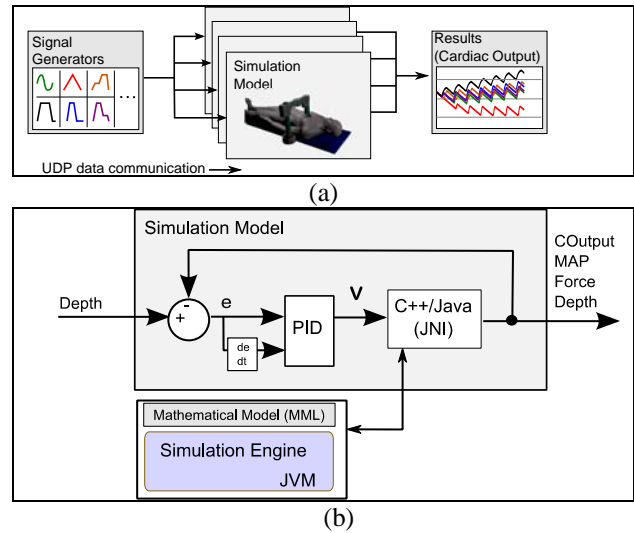 Signal
Generators
...
Simulation
Model
Results
(Cardiac Output)
UDP data communication
(a)
Simulation Model
COutput
MAP
Force
Depth
Depth
-
+
e
de
dt
PID
v
C++/Java
(JNI)
Mathematical Model (MML)
Simulation Engine
JVM
(b)